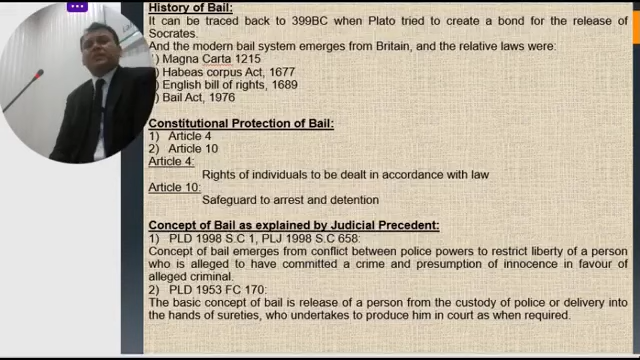 History of Bail:
It can be traced back to 399BC when Plato tried to create a bond for the release of
Socrates.
And the modern bail system emerges from Britain, and the relative laws were:
) Magna Carta 1215
) Habeas corpus Act, 1677
) English bill of rights, 1689
) Bail Act, 1976
Constitutional Protection of Bail:
1) Article 4
2) Article 10
Article 4:
Rights of individuals to be dealt in accordance with law
Article 10:
Safeguard to arrest and detention
Concept of Bail as explained by Judicial Precedent:
1) PLD 1998 S.C 1, PLJ 1998 S.C 658:
Concept of bail emerges from conflict between police powers to restrict liberty of a person
who is alleged to have committed a crime and presumption of innocence in favour of
alleged criminal.
2) PLD 1953 FC 170:
The basic concept of bail is release of a person from the custody of police or delivery into
the hands of sureties, who undertakes to produce him in court as when required.